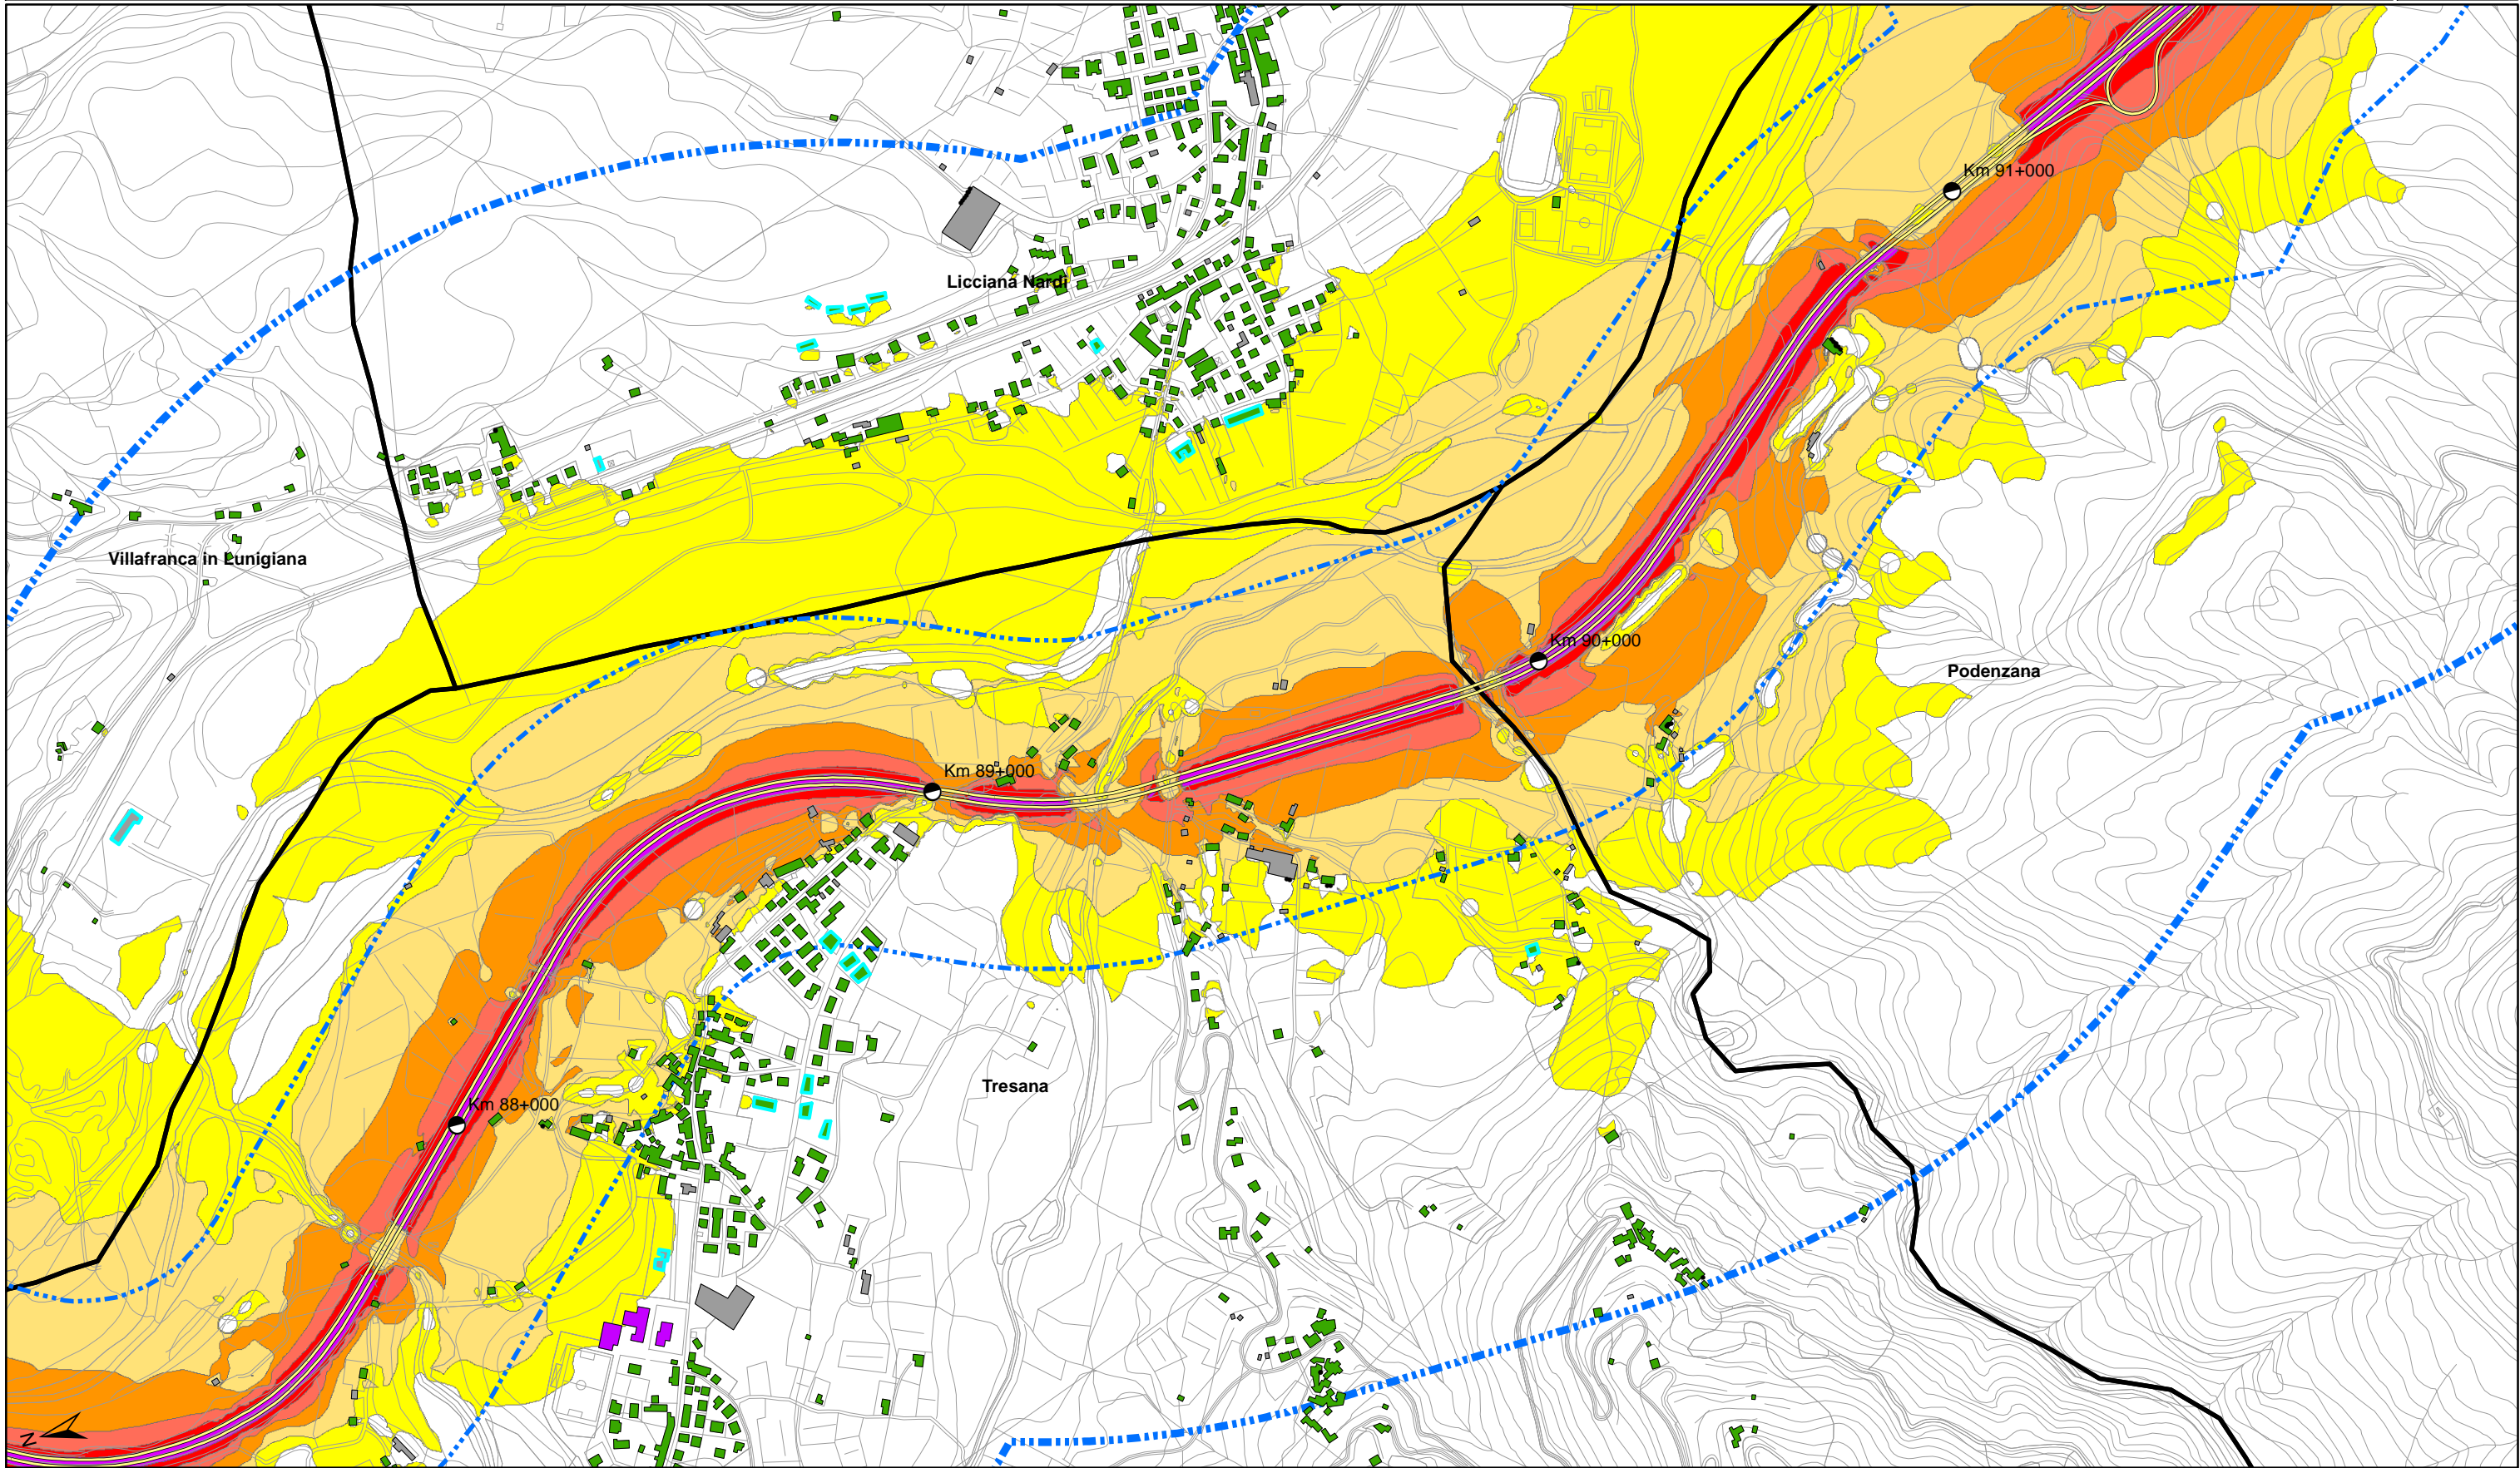 Km 91+000
Licciana Nardi
Villafranca in Lunigiana
Km 90+000
Podenzana
Km 89+000
Tresana
Km 88+000
N